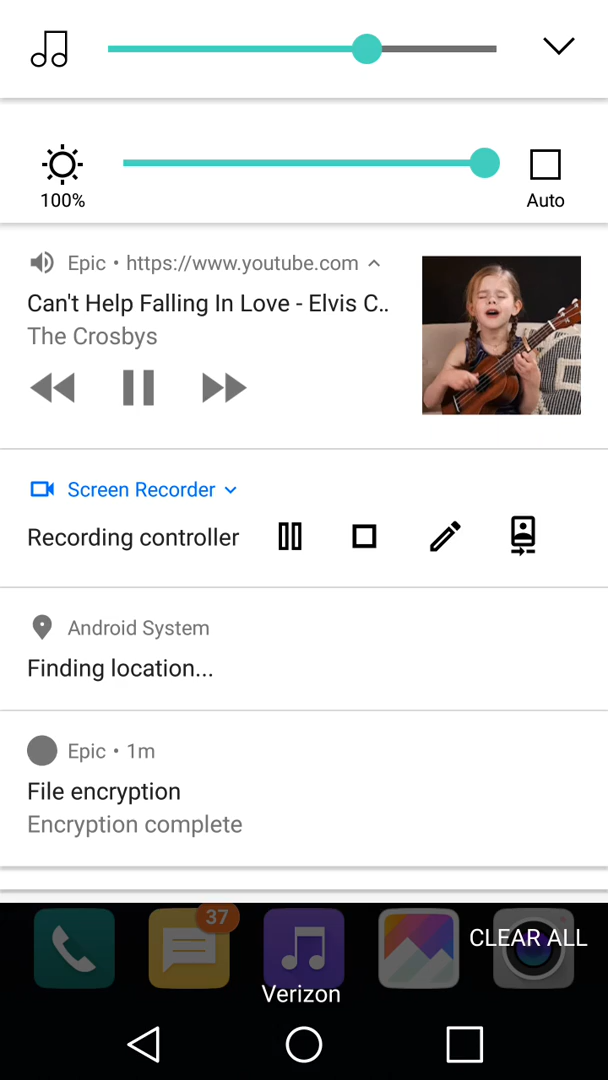 100%
Auto
Epic • https://www.youtube.com
Can't Help Falling In Love - Elvis C..
The Crosbys
Screen Recorder
Recording controller
Android System
Finding location...
Epic • 1m
File encryption
Encryption complete
37
CLEAR ALL
Verizon